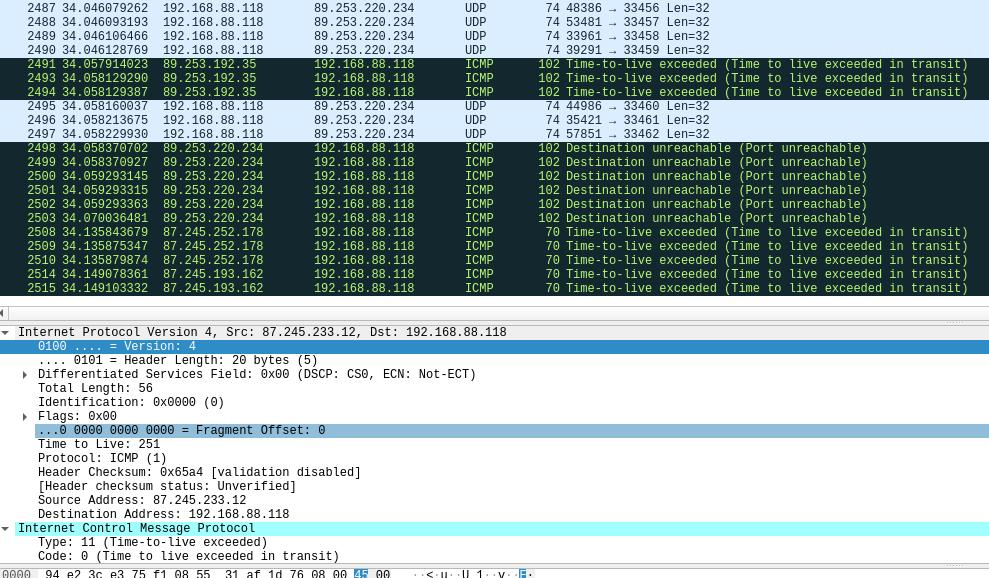 2487 34.046079262 192.168.88.118 89.253.220.234 UDP 74 48386 → 33456 Len=32
2488 34.046093193 192.168.88.118 89.253.220.234 UDP 74 53481 → 33457 Len=32
2489 34.046106466 192.168.88.118 89.253.220.234 UDP 74 33961 → 33458 Len=32
2490 34.046128769 192.168.88.118 89.253.220.234 UDP 74 39291 → 33459 Len=32
2491 34.057914023 89.253.192.35 192.168.88.118 ICMP 102 Time-to-live exceeded (Time to live exceeded in transit)
2493 34.058129290 89.253.192.35 192.168.88.118 ICMP 102 Time-to-live exceeded (Time to live exceeded in transit)
2494 34.058129387 89.253.192.35 192.168.88.118 ICMP 102 Time-to-live exceeded (Time to live exceeded in transit)
2495 34.058160037 192.168.88.118 89.253.220.234 UDP 74 44986 → 33460 Len=32
2496 34.058213675 192.168.88.118 89.253.220.234 UDP 74 35421 → 33461 Len=32
2497 34.058229930 192.168.88.118 89.253.220.234 UDP 74 57851 → 33462 Len=32
2498 34.058370702 89.253.220.234 192.168.88.118 ICMP 102 Destination unreachable (Port unreachable)
2499 34.058370927 89.253.220.234 192.168.88.118 ICMP 102 Destination unreachable (Port unreachable)
2500 34.059293145 89.253.220.234 192.168.88.118 ICMP 102 Destination unreachable (Port unreachable)
2501 34.059293315 89.253.220.234 192.168.88.118 ICMP 102 Destination unreachable (Port unreachable)
2502 34.059293363 89.253.220.234 192.168.88.118 ICMP 102 Destination unreachable (Port unreachable)
2503 34.070036481 89.253.220.234 192.168.88.118 ICMP 102 Destination unreachable (Port unreachable)
2508 34.135843679 87.245.252.178 192.168.88.118 ICMP 70 Time-to-live exceeded (Time to live exceeded in transit)
2509 34.135875347 87.245.252.178 192.168.88.118 ICMP 70 Time-to-live exceeded (Time to live exceeded in transit)
2510 34.135879874 87.245.252.178 192.168.88.118 ICMP 70 Time-to-live exceeded (Time to live exceeded in transit)
2514 34.149078361 87.245.193.162 192.168.88.118 ICMP 70 Time-to-live exceeded (Time to live exceeded in transit)
2515 34.149103332 87.245.193.162 192.168.88.118 ICMP 70 Time-to-live exceeded (Time to live exceeded in transit)
Internet Protocol Version 4, Src: 87.245.233.12, Dst: 192.168.88.118
0100 .... = Version: 4
.... 0101 = Header Length: 20 bytes (5)
Differentiated Services Field: 0x00 (DSCP: CS0, ECN: Not-ECT)
Total Length: 56
Identification: 0x0000 (0)
Flags: 0x00
...0 0000 0000 0000 = Fragment Offset: 0
Time to Live: 251
Protocol: ICMP (1)
Header Checksum: 0x65a4 [validation disabled]
[Header checksum status: Unverified]
Source Address: 87.245.233.12
Destination Address: 192.168.88.118
Internet Control Message Protocol
Type: 11 (Time-to-live exceeded)
Code: 0 (Time to live exceeded in transit)
0000 94 e2 3c e3 75 f1 08 55 31 af 1d 76 08 00 45 00 ··<·u··U 1··v··E·